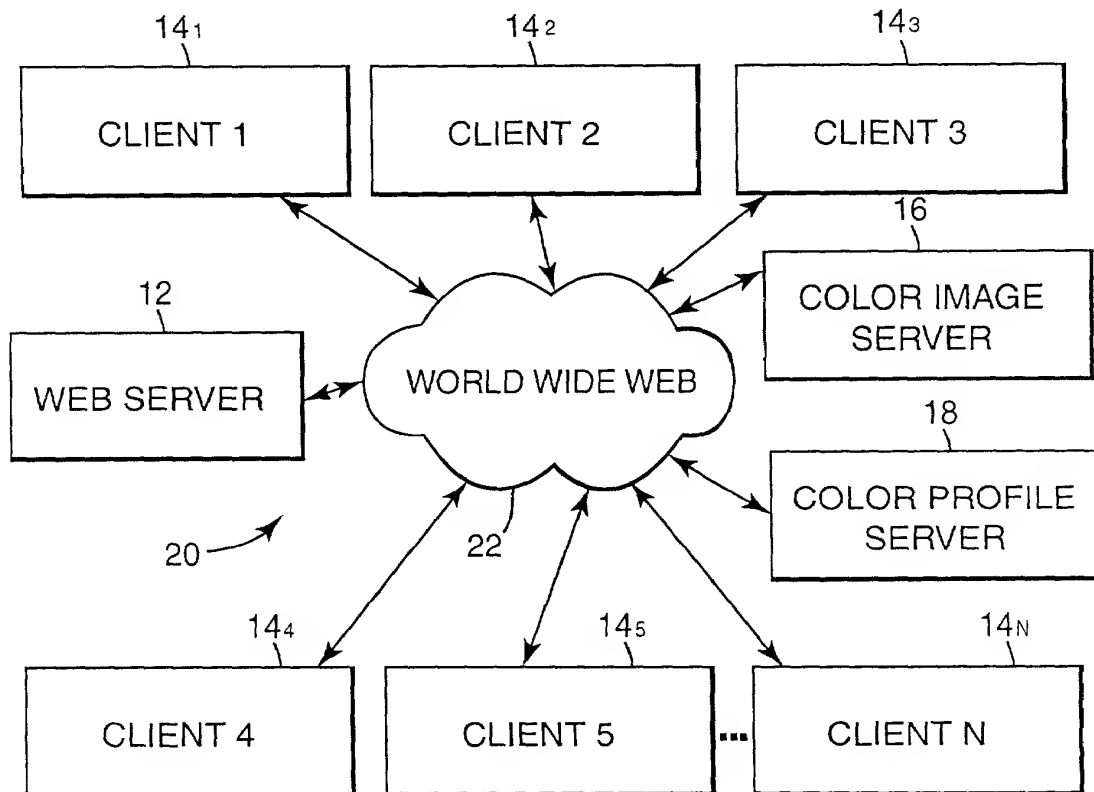 14₁
14₂
14₃
CLIENT 1
CLIENT 2
CLIENT 3
16
12
COLOR IMAGE
SERVER
WEB SERVER
WORLD WIDE WEB
18
COLOR PROFILE
SERVER
20
22
14₄
14₅
14N
CLIENT 4
CLIENT 5
...
CLIENT N